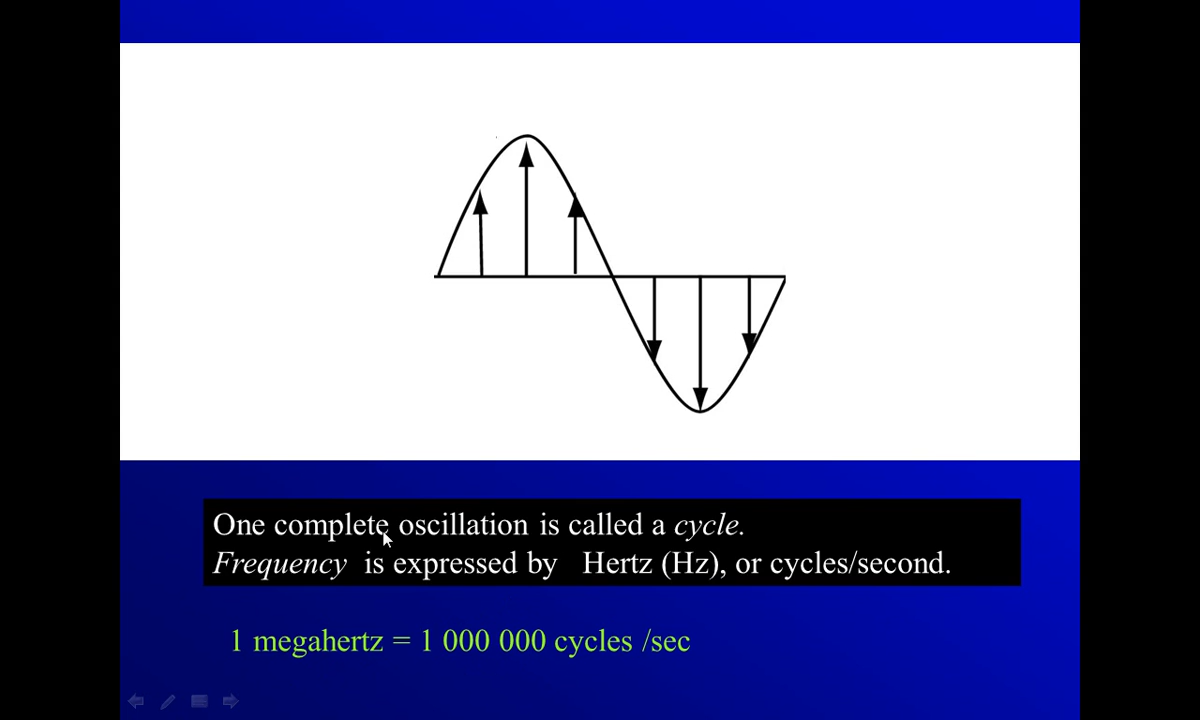 One complete oscillation is called a cycle.
Frequency is expressed by Hertz (Hz), or cycles/second.
1 megahertz = 1 000 000 cycles /sec